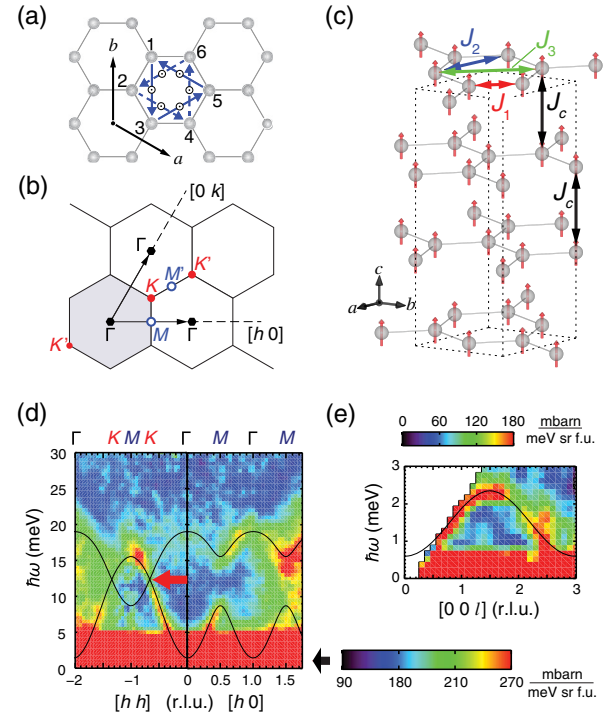 (a)
b
1
6
2
5
3
4
a
(b)
[0 k]
Γ
M'
K'
K
Γ
Γ
M
[h 0]
K'
(c)
J2
J3
J1
Jc
Jc
c
a
b
(d)
Γ K M K Γ M Γ M
30
25
20
15
10
5
0
ħω (meV)
−2 −1 0 0.5 1.0 1.5
[h h] (r.l.u.) [h 0]
(e)
0 60 120 180 mbarn
meV sr f.u.
3
2
1
0
ħω (meV)
0 1 2 3
[0 0 l] (r.l.u.)
90 180 210 270 mbarn
meV sr f.u.